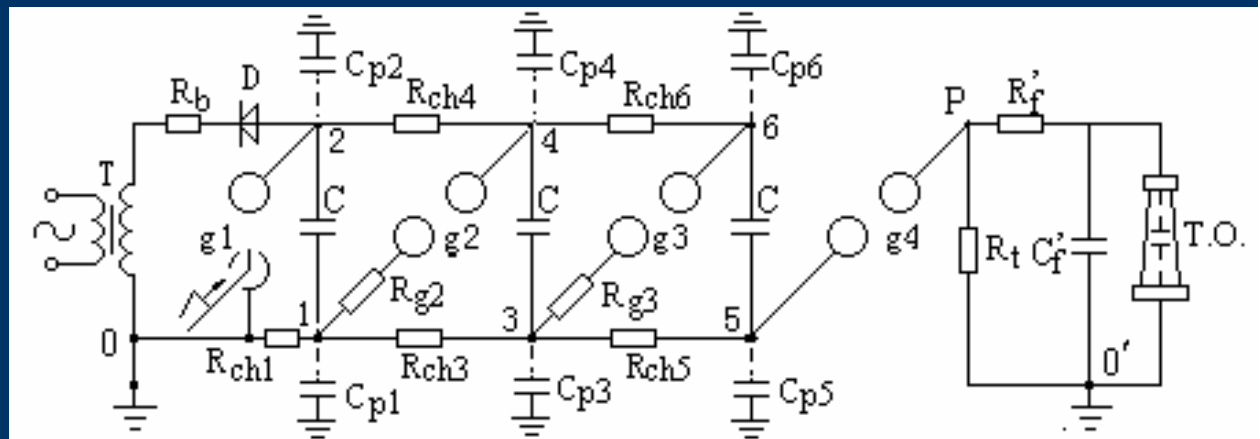 Cp2 Cp4 Cp6
Rb D Rch4 Rch6 P R'f
2 4 6
T C C C
g1 g2 g3 g4 Rt C'f T.O.
Rg2 Rg3
0 1 3 5 0'
Rch1 Rch3 Rch5
Cp1 Cp3 Cp5